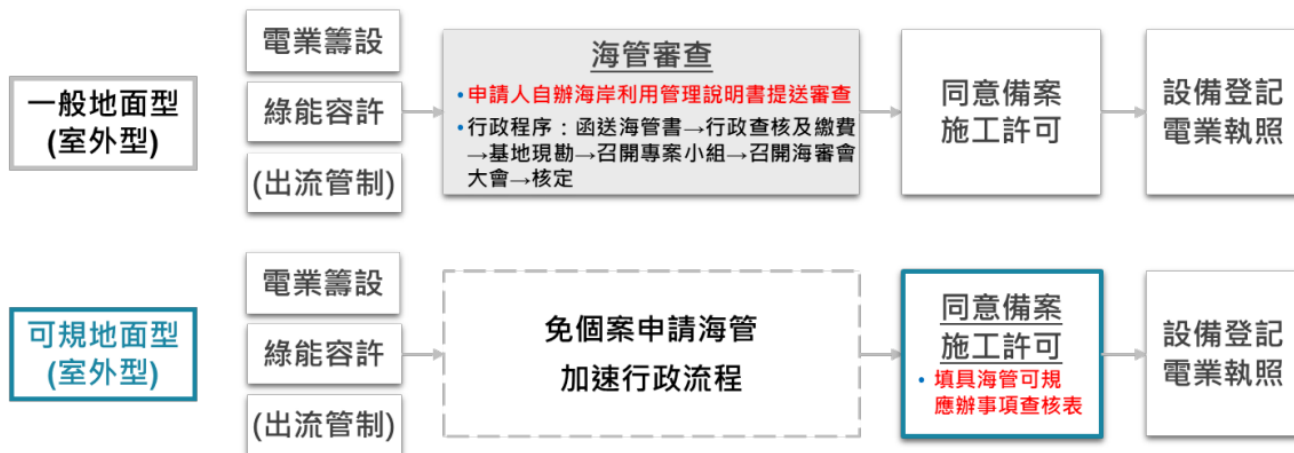 一般地面型
(室外型)
電業籌設
綠能容許
(出流管制)
海管審查
•申請人自辦海岸利用管理說明書提送審查
•行政程序：函送海管書→行政查核及繳費
→基地現勘→召開專案小組→召開海審會
大會→核定
同意備案
施工許可
設備登記
電業執照
可規地面型
(室外型)
電業籌設
綠能容許
(出流管制)
免個案申請海管
加速行政流程
同意備案
施工許可
• 填具海管可規
應辦事項查核表
設備登記
電業執照